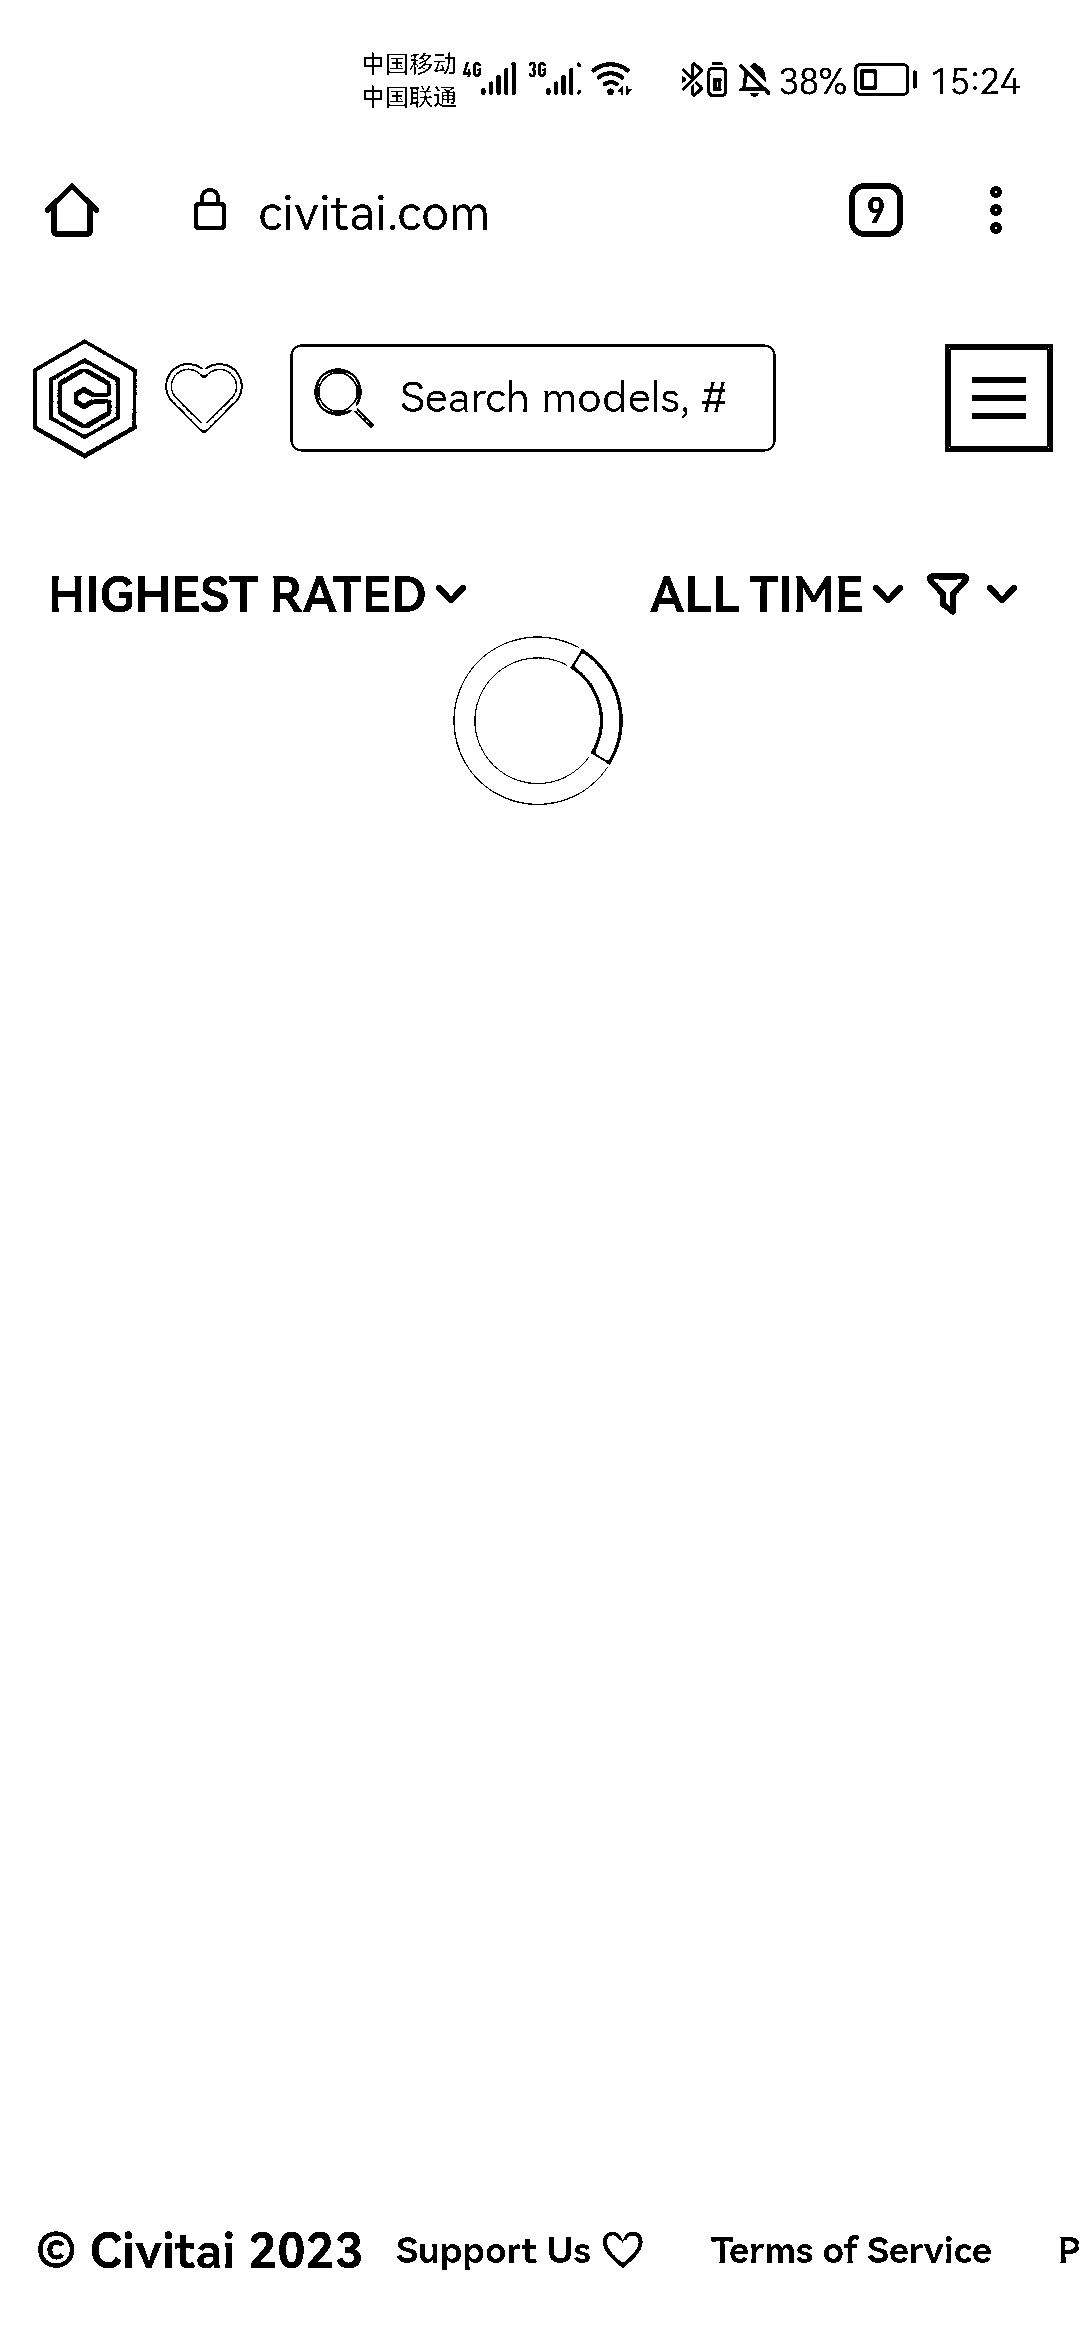 中国移动 4G 3G 38% 15:24
中国联通
civitai.com 9
Search models, #
HIGHEST RATED ALL TIME
© Civitai 2023 Support Us Terms of Service P